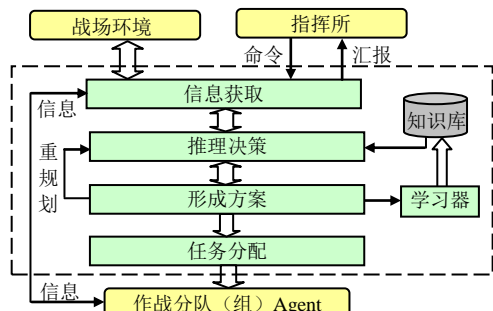 战场环境
指挥所
命令
汇报
信息
信息获取
知识库
推理决策
重规划
形成方案
学习器
任务分配
信息
作战分队（组）Agent